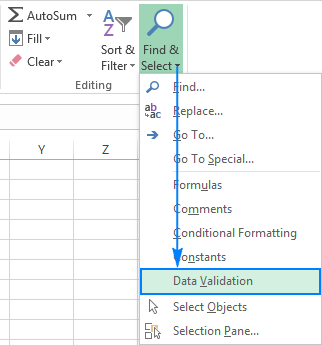 AutoSum
Fill
Clear
Sort &
Filter
Find &
Select
Editing
Y
Z
Find...
Replace...
Go To...
Go To Special...
Formulas
Comments
Conditional Formatting
Constants
Data Validation
Select Objects
Selection Pane...